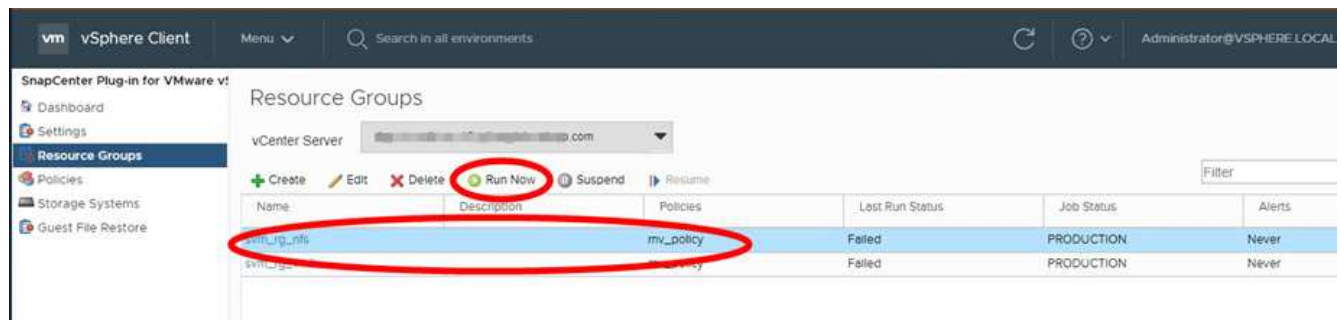 vm vSphere Client Menu Search in all environments Administrator@VSPHERE.LOCAL
SnapCenter Plug-in for VMware vS
Dashboard
Settings
Resource Groups
Policies
Storage Systems
Guest File Restore
Resource Groups
vCenter Server .com
Create Edit Delete Run Now Suspend Resume
Filter
Name Description Policies Last Run Status Job Status Alerts
svm_rg_nfs mv_policy Failed PRODUCTION Never
Failed PRODUCTION Never